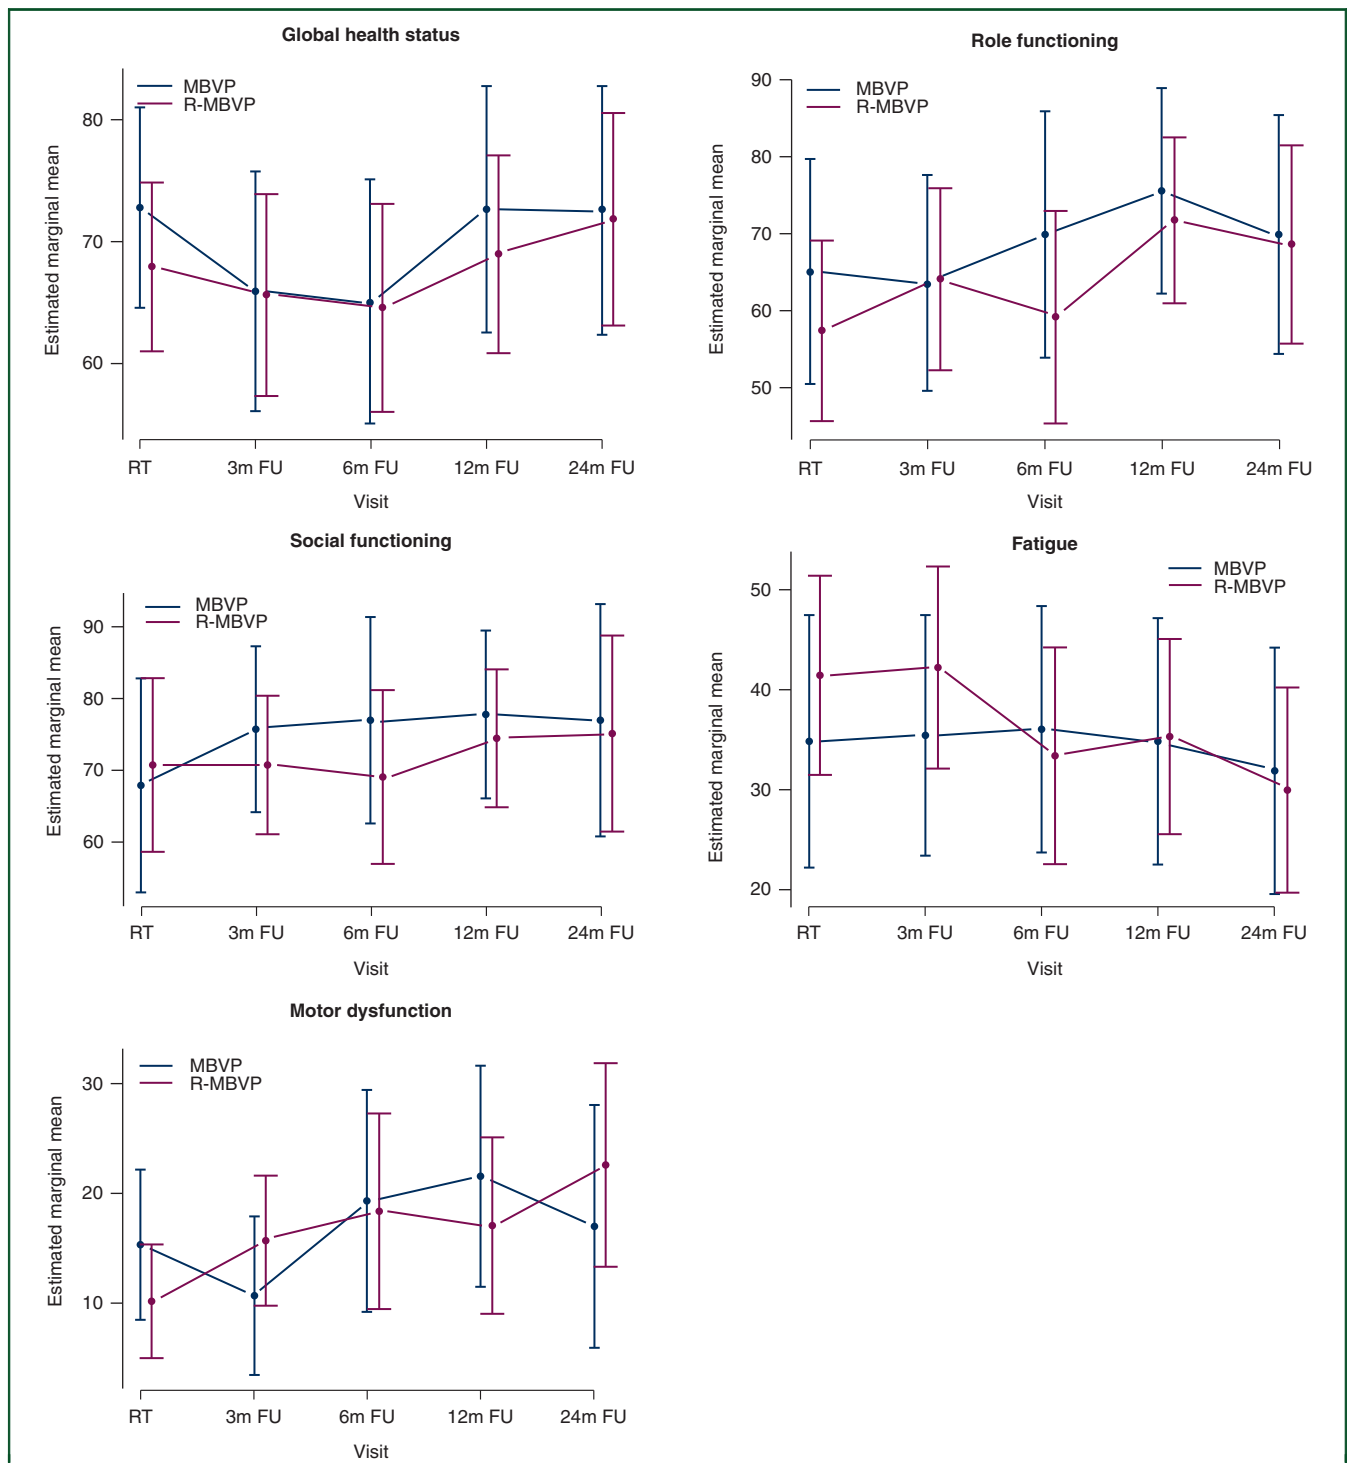 Global health status
MBVP
R-MBVP
Estimated marginal mean
80
70
60
RT 3m FU 6m FU 12m FU 24m FU
Visit
Role functioning
MBVP
R-MBVP
Estimated marginal mean
90
80
70
60
50
RT 3m FU 6m FU 12m FU 24m FU
Visit
Social functioning
MBVP
R-MBVP
Estimated marginal mean
90
80
70
60
RT 3m FU 6m FU 12m FU 24m FU
Visit
Fatigue
MBVP
R-MBVP
Estimated marginal mean
50
40
30
20
RT 3m FU 6m FU 12m FU 24m FU
Visit
Motor dysfunction
MBVP
R-MBVP
Estimated marginal mean
30
20
10
RT 3m FU 6m FU 12m FU 24m FU
Visit